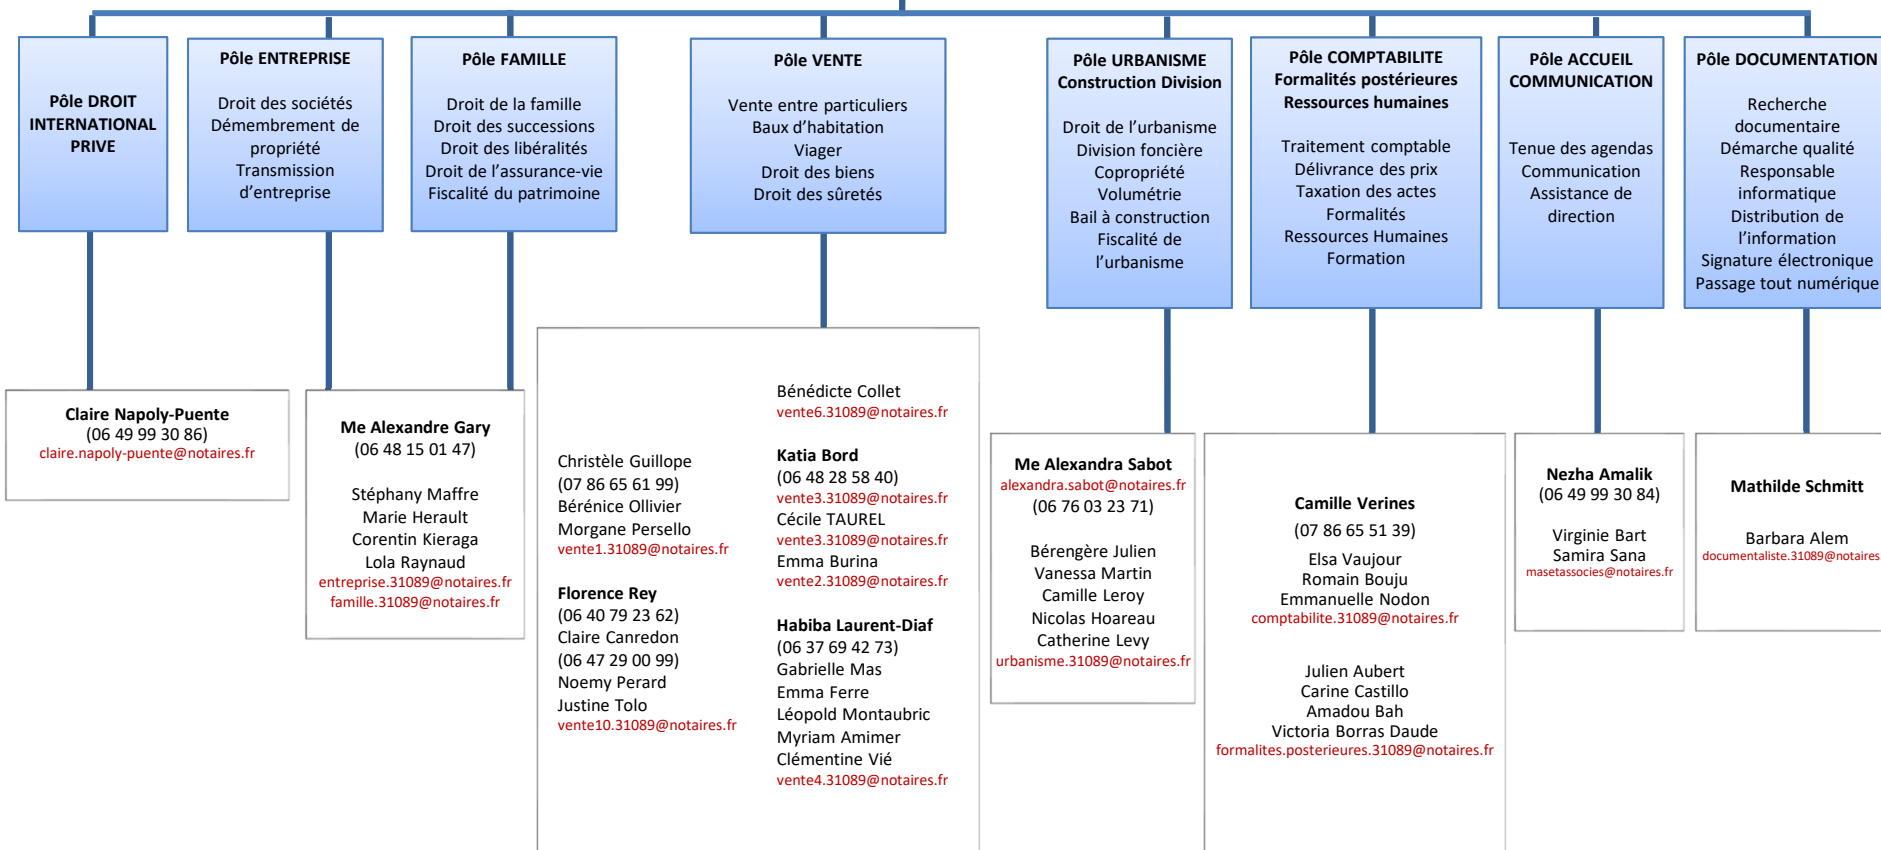 Pôle DROIT
INTERNATIONAL
PRIVE
Pôle ENTREPRISE
Droit des sociétés
Démembrement de
propriété
Transmission
d’entreprise
Pôle FAMILLE
Droit de la famille
Droit des successions
Droit des libéralités
Droit de l’assurance-vie
Fiscalité du patrimoine
Pôle VENTE
Vente entre particuliers
Baux d’habitation
Viager
Droit des biens
Droit des sûretés
Pôle URBANISME
Construction Division
Droit de l’urbanisme
Division foncière
Copropriété
Volumétrie
Bail à construction
Fiscalité de
l’urbanisme
Pôle COMPTABILITE
Formalités postérieures
Ressources humaines
Traitement comptable
Délivrance des prix
Taxation des actes
Formalités
Ressources Humaines
Formation
Pôle ACCUEIL
COMMUNICATION
Tenue des agendas
Communication
Assistance de
direction
Pôle DOCUMENTATION
Recherche
documentaire
Démarche qualité
Responsable
informatique
Distribution de
l’information
Signature électronique
Passage tout numérique
Claire Napoly-Puente
(06 49 99 30 86)
claire.napoly-puente@notaires.fr
Me Alexandre Gary
(06 48 15 01 47)
Stéphany Maffre
Marie Herault
Corentin Kieraga
Lola Raynaud
entreprise.31089@notaires.fr
famille.31089@notaires.fr
Christèle Guillope
(07 86 65 61 99)
Bérénice Ollivier
Morgane Persello
vente1.31089@notaires.fr
Florence Rey
(06 40 79 23 62)
Claire Canredon
(06 47 29 00 99)
Noemy Perard
Justine Tolo
vente10.31089@notaires.fr
Bénédicte Collet
vente6.31089@notaires.fr
Katia Bord
(06 48 28 58 40)
vente3.31089@notaires.fr
Cécile TAUREL
vente3.31089@notaires.fr
Emma Burina
vente2.31089@notaires.fr
Habiba Laurent-Diaf
(06 37 69 42 73)
Gabrielle Mas
Emma Ferre
Léopold Montaubric
Myriam Amimer
Clémentine Vié
vente4.31089@notaires.fr
Me Alexandra Sabot
alexandra.sabot@notaires.fr
(06 76 03 23 71)
Bérengère Julien
Vanessa Martin
Camille Leroy
Nicolas Hoareau
Catherine Levy
urbanisme.31089@notaires.fr
Camille Verines
(07 86 65 51 39)
Elsa Vaujour
Romain Bouju
Emmanuelle Nodon
comptabilite.31089@notaires.fr
Julien Aubert
Carine Castillo
Amadou Bah
Victoria Borras Daude
formalites.posterieures.31089@notaires.fr
Nezha Amalik
(06 49 99 30 84)
Virginie Bart
Samira Sana
masetassocies@notaires.fr
Mathilde Schmitt
Barbara Alem
documentaliste.31089@notaires